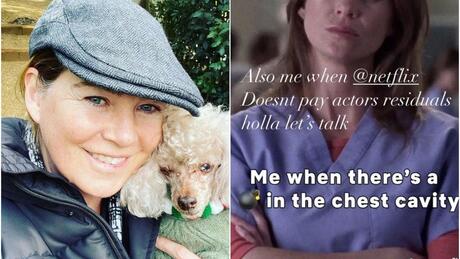 Also me when @netflix
Doesnt pay actors residuals
holla let's talk
Me when there's a
💣 in the chest cavity